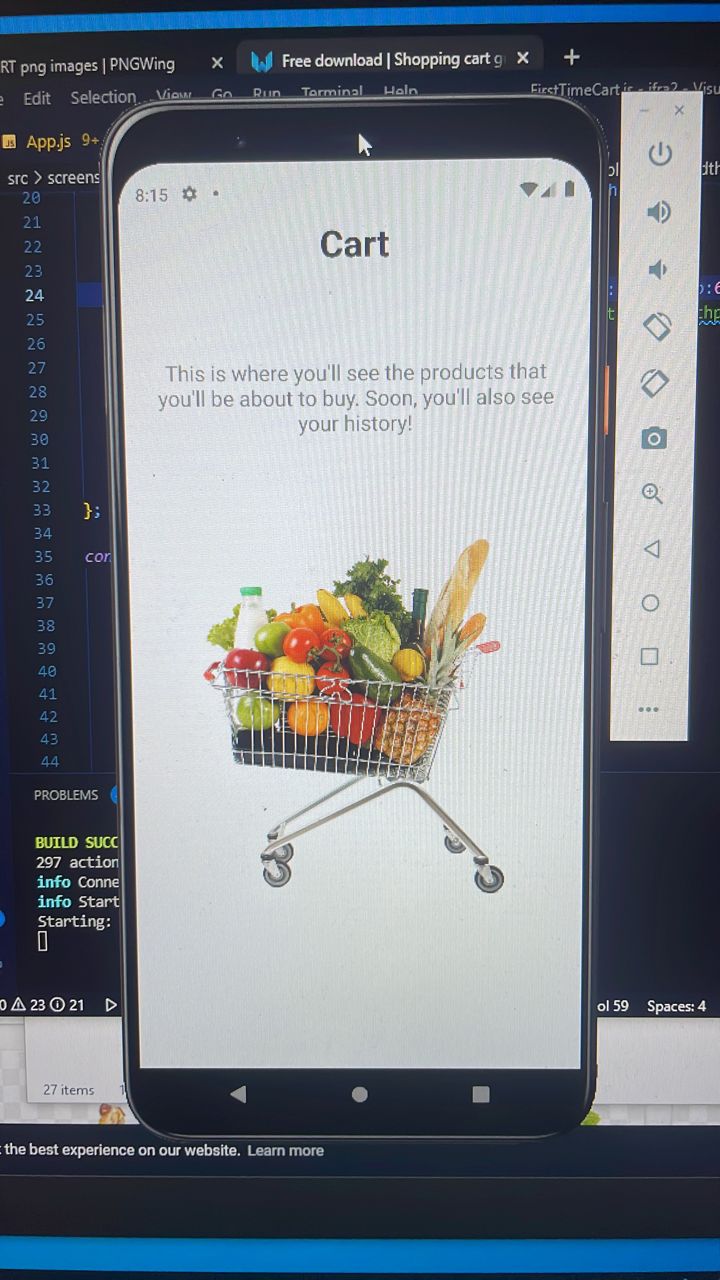 RT png images | PNGWing
Free download | Shopping cart g
Edit Selection View Go Run Terminal Help
FirstTimeCart.js - ifra2 - Visu
JS App.js 9+
src > screens
20
21
22
23
24
25
26
27
28
29
30
31
32
33 };
34
35 con
36
37
38
39
40
41
42
43
44
8:15
Cart
This is where you'll see the products that
you'll be about to buy. Soon, you'll also see
your history!
PROBLEMS
BUILD SUCC
297 action
info Conne
info Start
Starting:
0 23 21
ol 59 Spaces: 4
27 items
the best experience on our website. Learn more